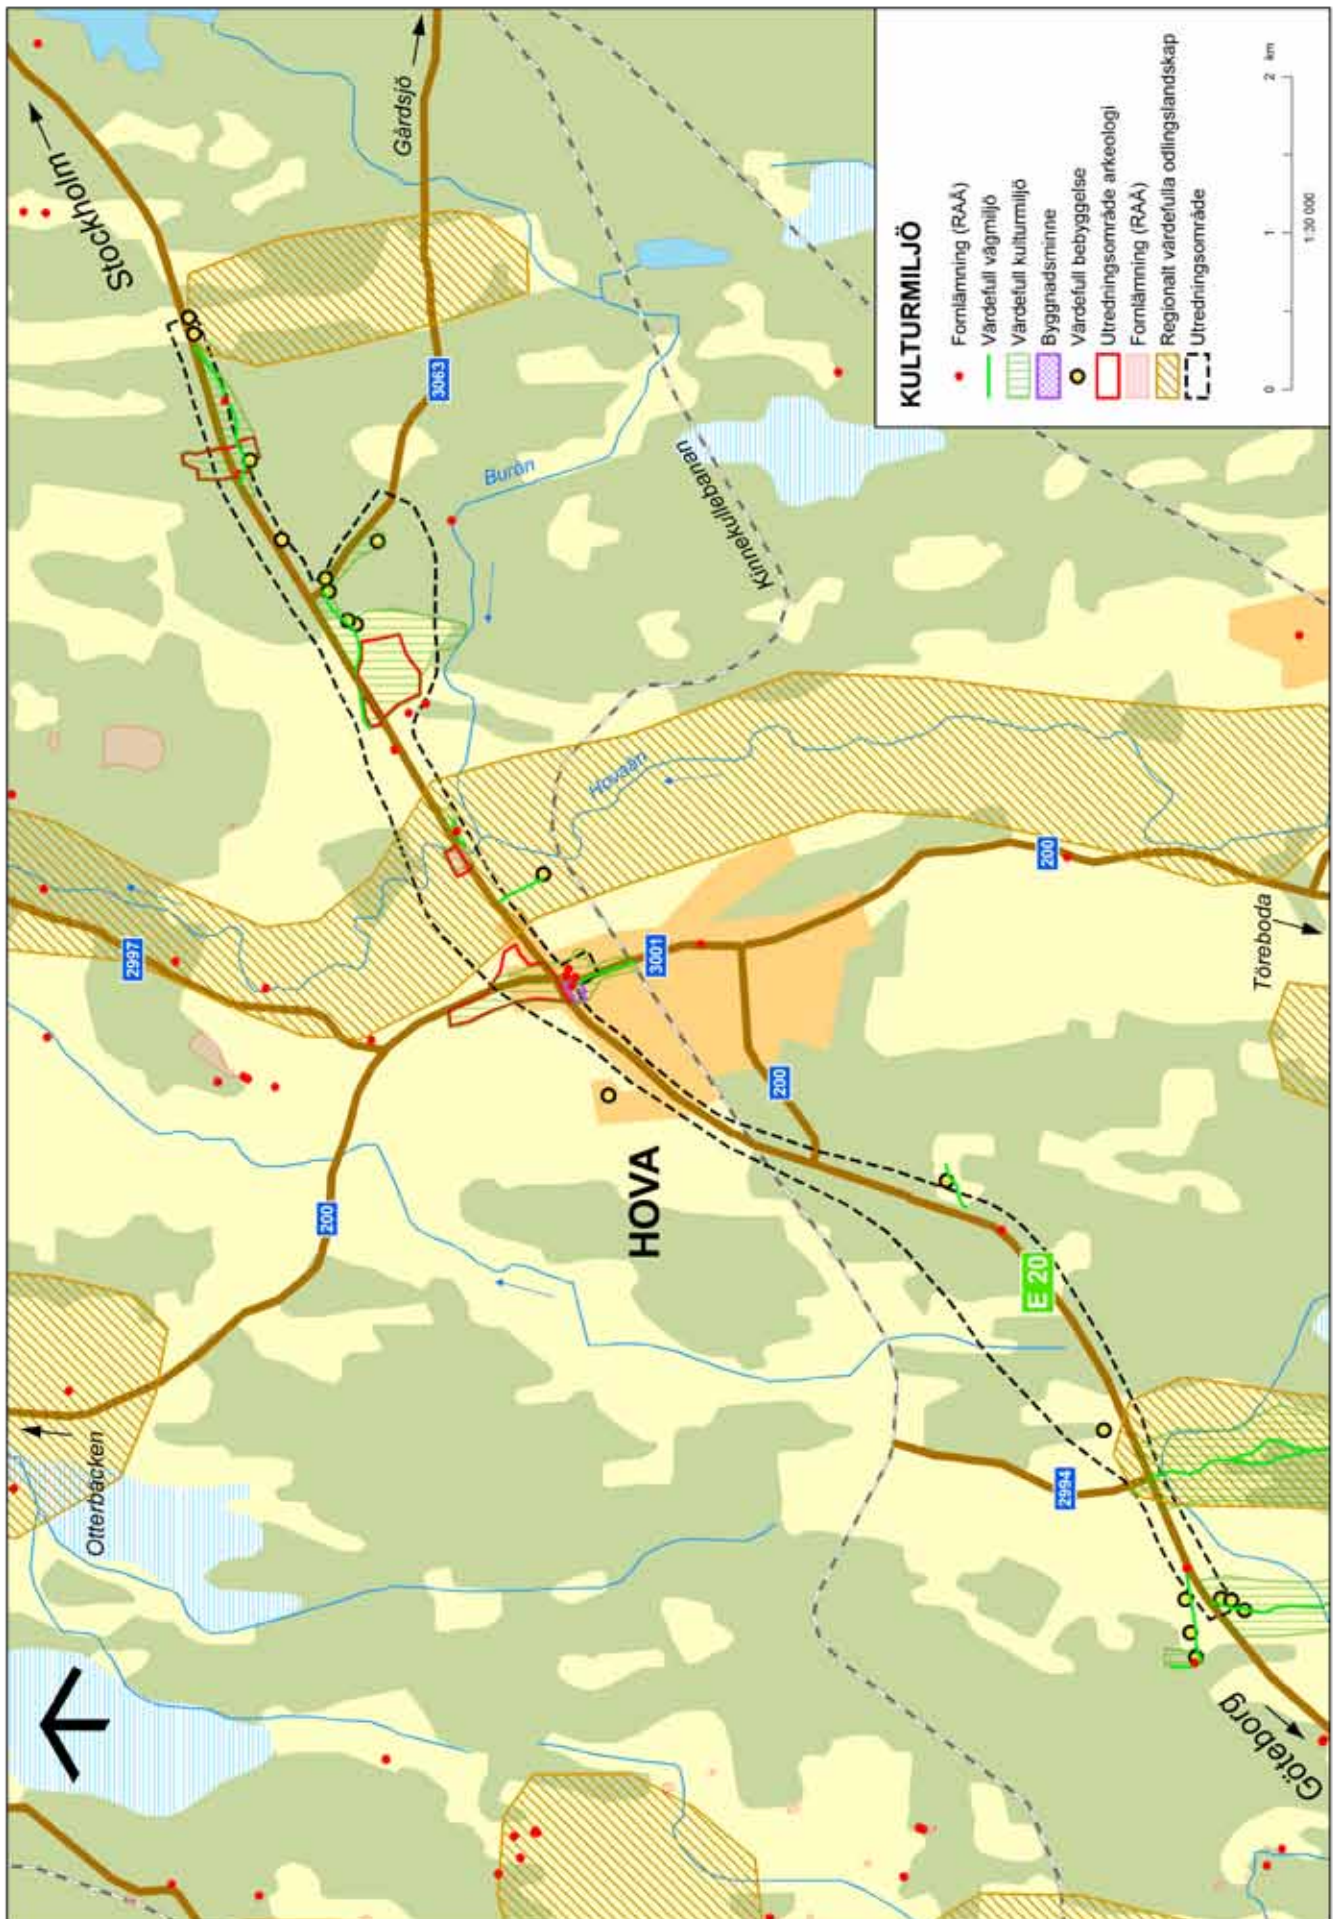 Stockholm
Gårdsjö
3063
Burån
Kinnekullebanan
2997
Hovaån
200
3001
Töreboda
200
HOVA
200
E 20
Otterbäcken
2994
Göteborg
KULTURMILJÖ
Fornlämning (RAÄ)
Värdefull vägmiljö
Värdefull kulturmiljö
Byggnadsminne
Värdefull bebyggelse
Utredningsområde arkeologi
Fornlämning (RAÄ)
Regionalt värdefulla odlingslandskap
Utredningsområde
0 1 2 km
1:30 000